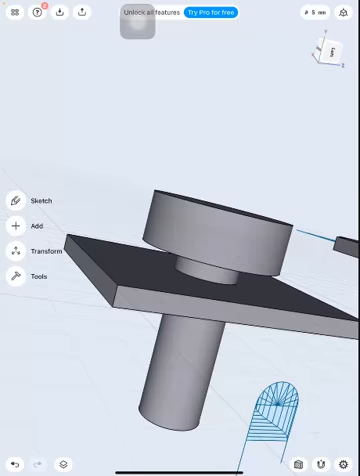 Unlock all features Try Pro for free
5 mm
Sketch
Add
Transform
Tools